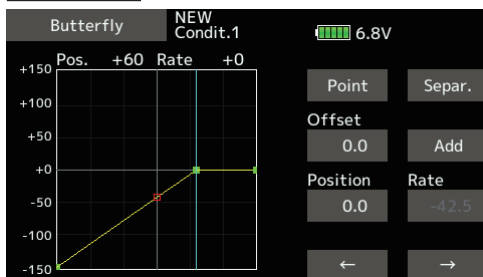 Butterfly
NEW
Condit.1
6.8V
Pos. +60 Rate +0
+150
+100
+50
+0
-50
-100
-150
Point Separ.
Offset
0.0 Add
Position Rate
0.0 -42.5
← →